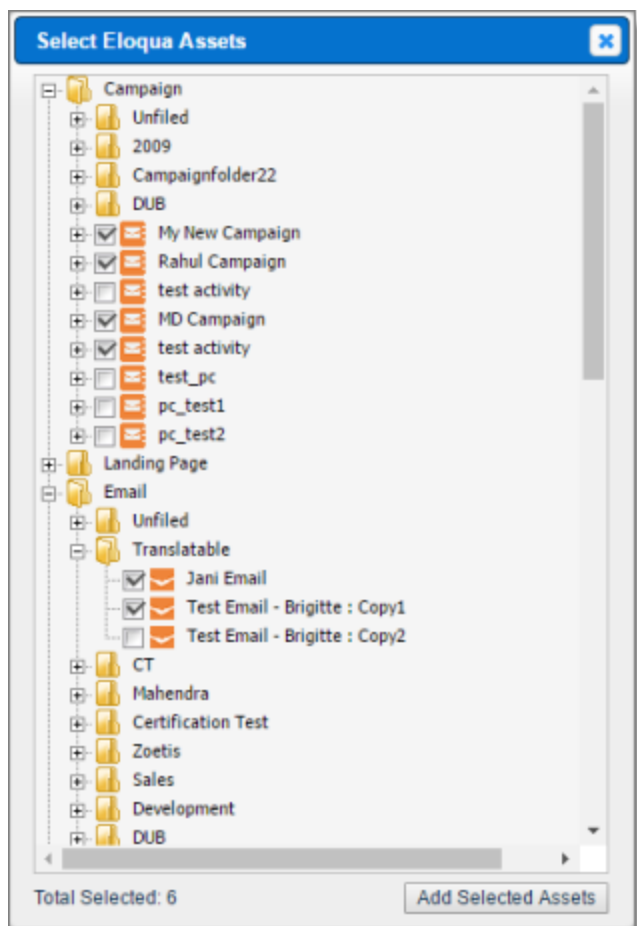 Select Eloqua Assets
Campaign
Unfiled
2009
Campaignfolder22
DUB
My New Campaign
Rahul Campaign
test activity
MD Campaign
test activity
test_pc
pc_test1
pc_test2
Landing Page
Email
Unfiled
Translatable
Jani Email
Test Email - Brigitte : Copy1
Test Email - Brigitte : Copy2
CT
Mahendra
Certification Test
Zoetis
Sales
Development
DUB
Total Selected: 6
Add Selected Assets